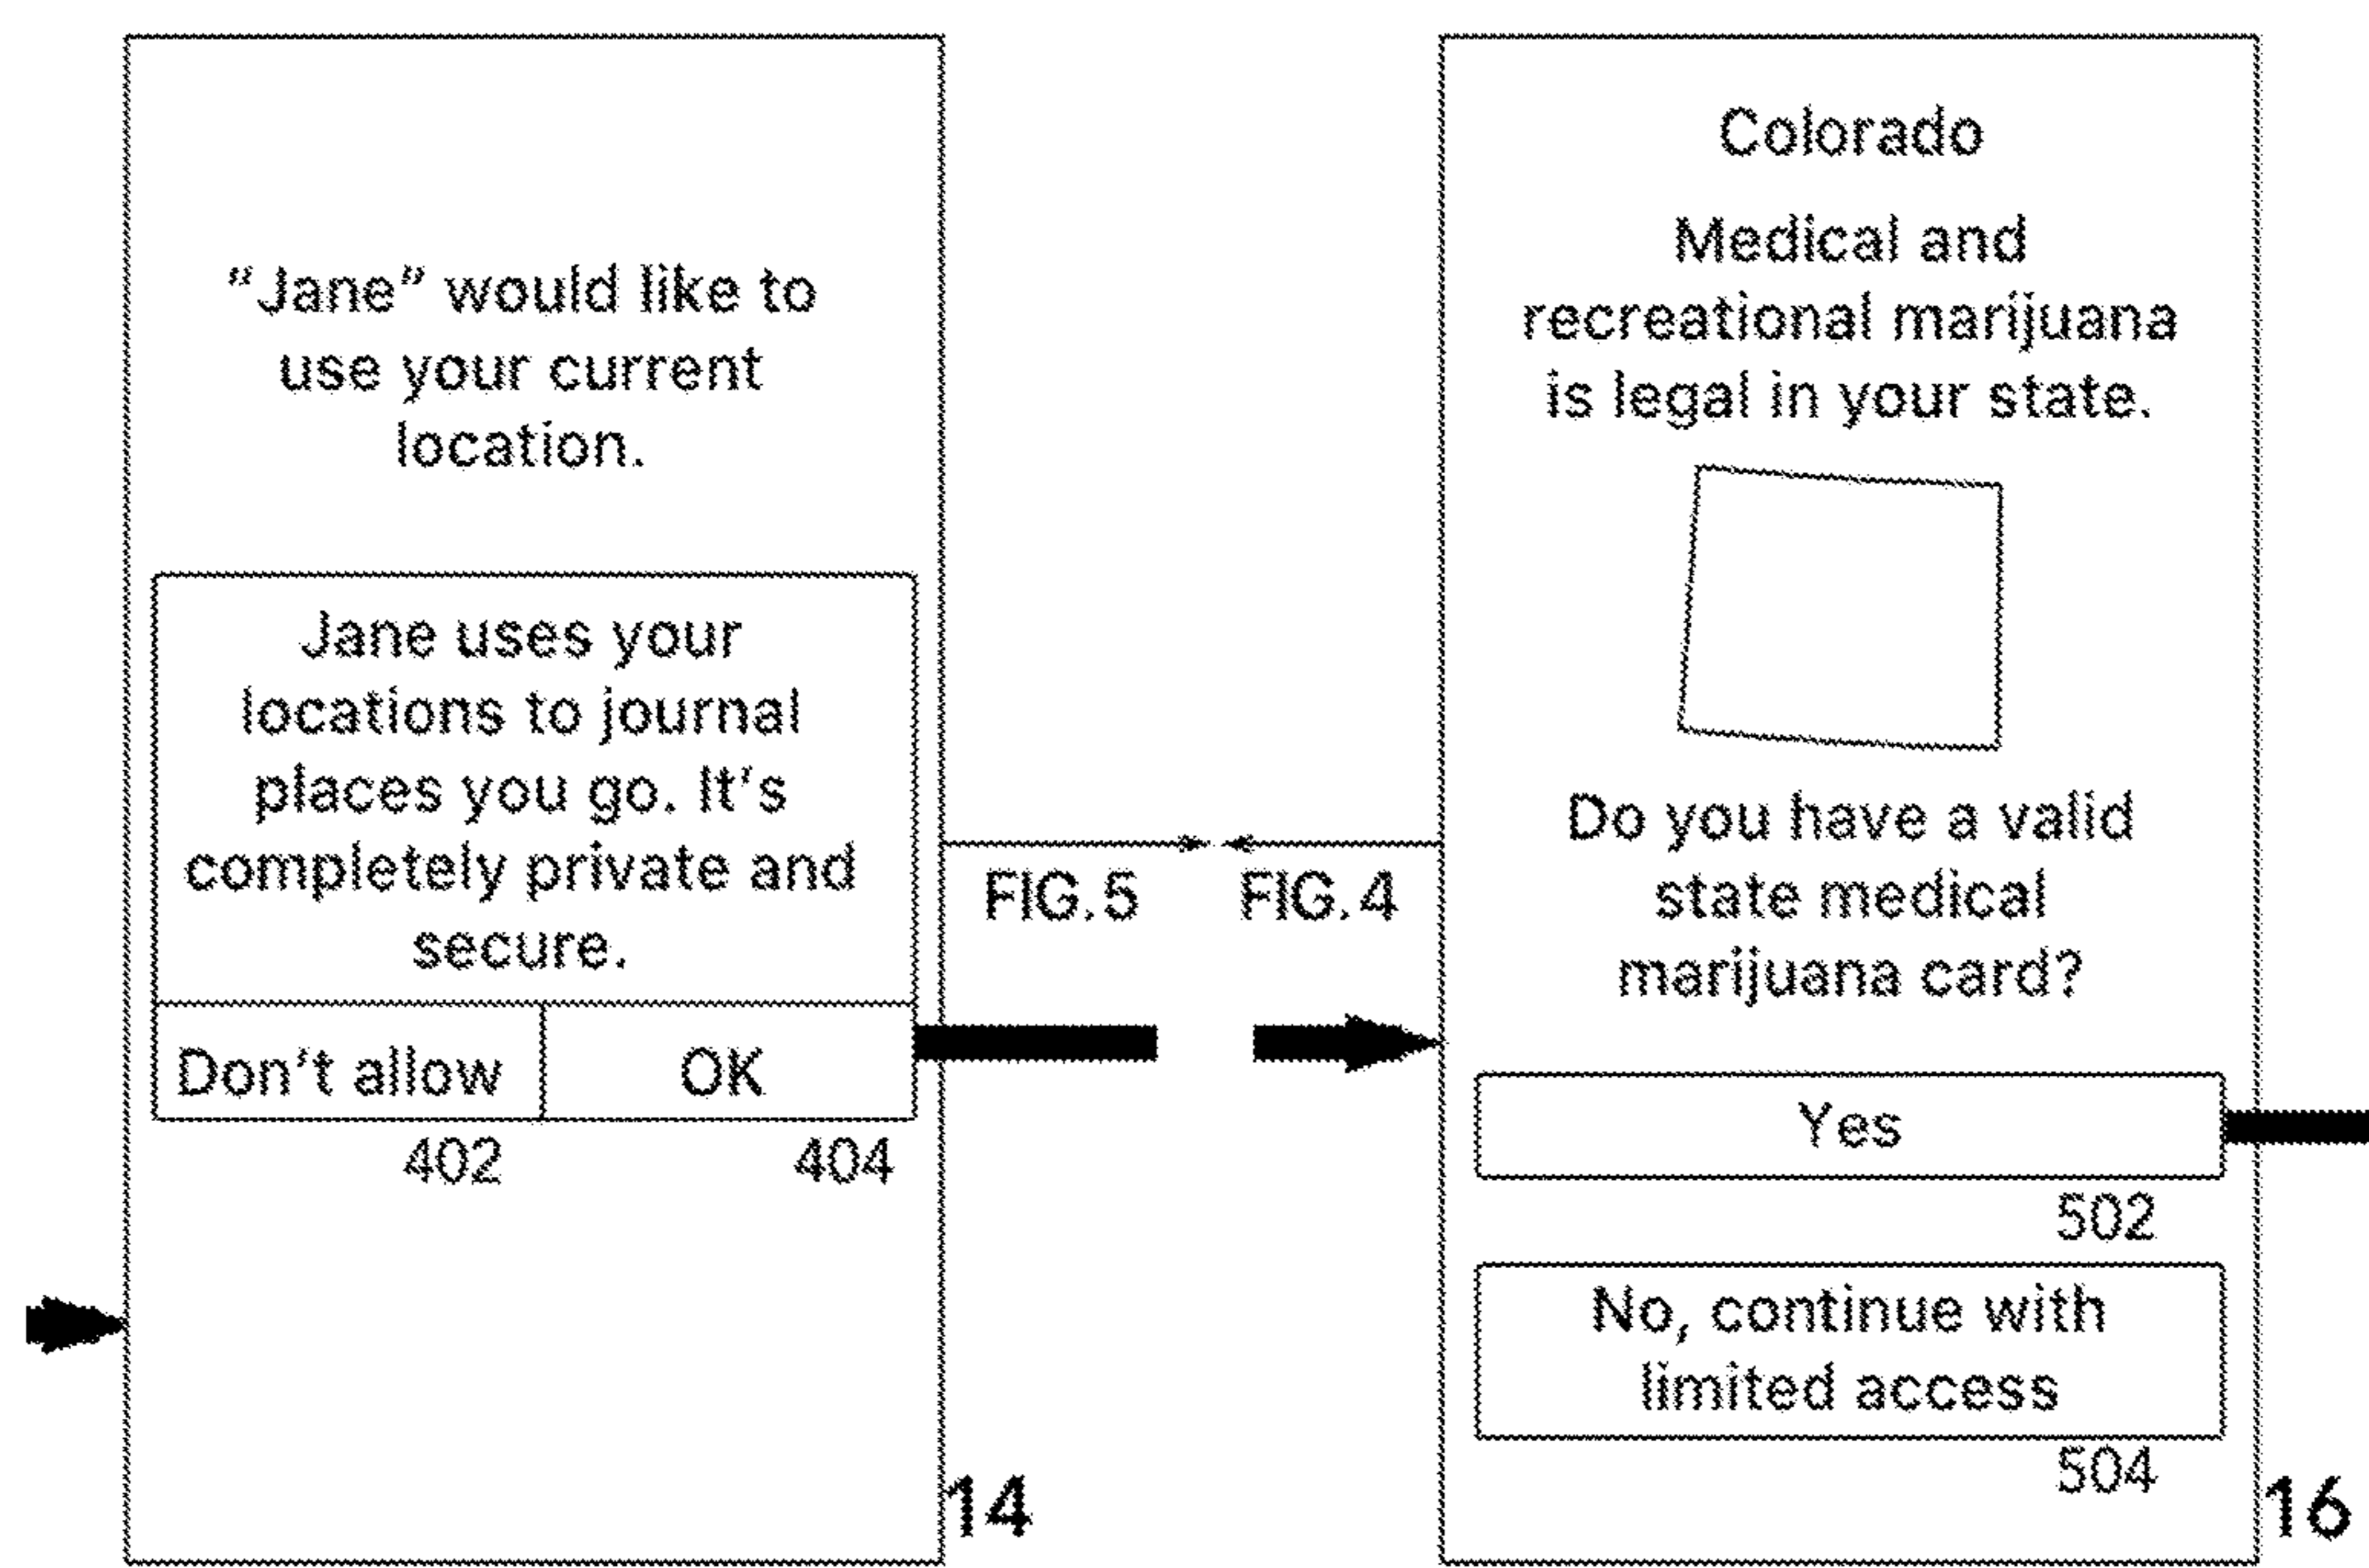 "Jane" would like to
use your current
location.
Jane uses your
locations to journal
places you go. It's
completely private and
secure.
Don't allow
OK
402
404
14
FIG. 5
FIG. 4
Colorado
Medical and
recreational marijuana
is legal in your state.
Do you have a valid
state medical
marijuana card?
Yes
502
No, continue with
limited access
504
16